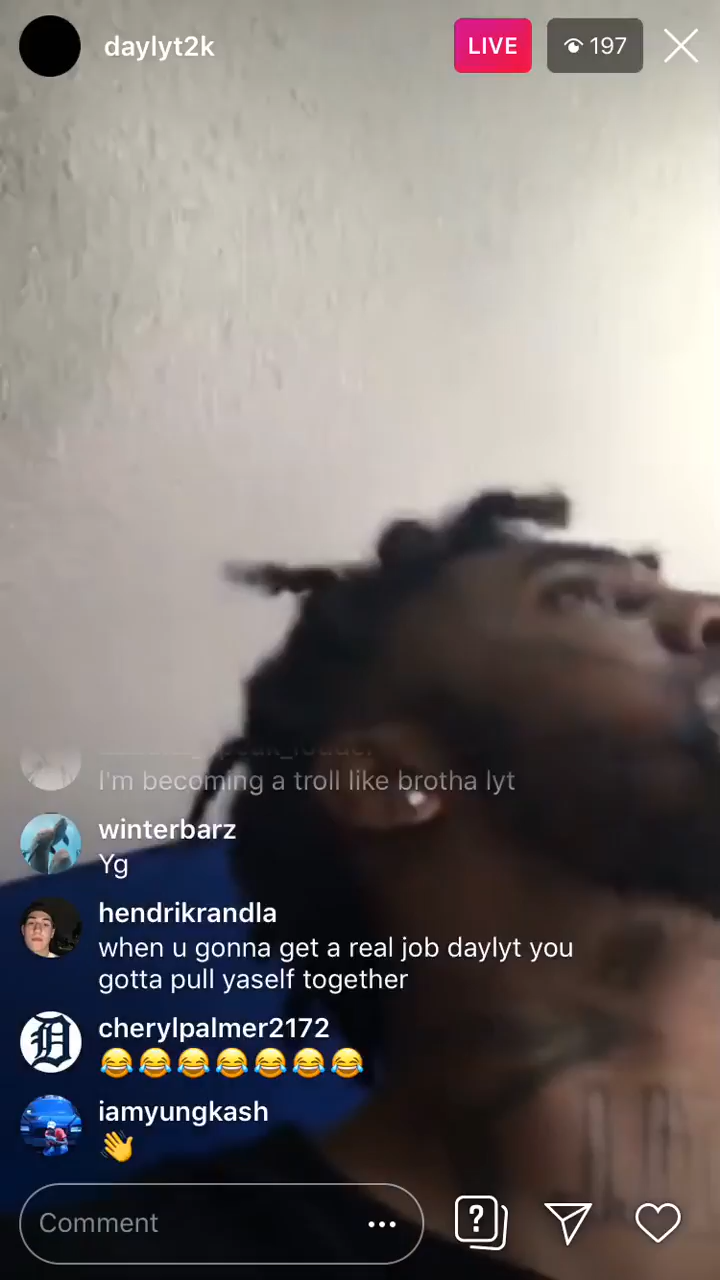 daylyt2k
LIVE
197
I'm becoming a troll like brotha lyt
winterbarz
Yg
hendrikrandla
when u gonna get a real job daylyt you
gotta pull yaself together
cherylpalmer2172
😂😂😂😂😂😂😂
iamyungkash
👋
Comment